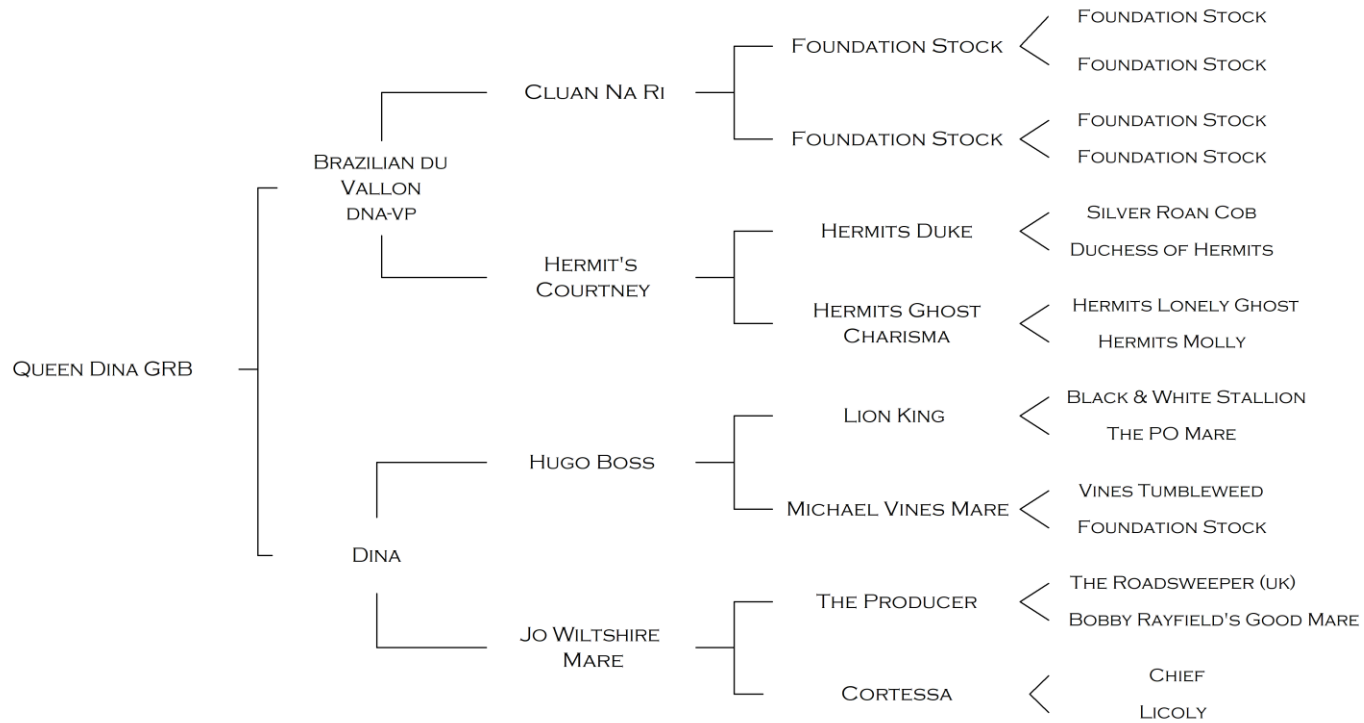 Foundation Stock
Foundation Stock
Foundation Stock
Cluan Na Ri
Foundation Stock
Foundation Stock
Foundation Stock
Brazilian du
Vallon
DNA-VP
Silver Roan Cob
Hermits Duke
Duchess of Hermits
Hermit's
Courtney
Hermits Ghost
Charisma
Hermits Lonely Ghost
Hermits Molly
Queen Dina GRB
Black & White Stallion
Lion King
The PO Mare
Hugo Boss
Vines Tumbleweed
Michael Vines Mare
Foundation Stock
Dina
The Roadsweeper (UK)
The Producer
Bobby Rayfield's Good Mare
Jo Wiltshire
Mare
Chief
Cortessa
Licoly